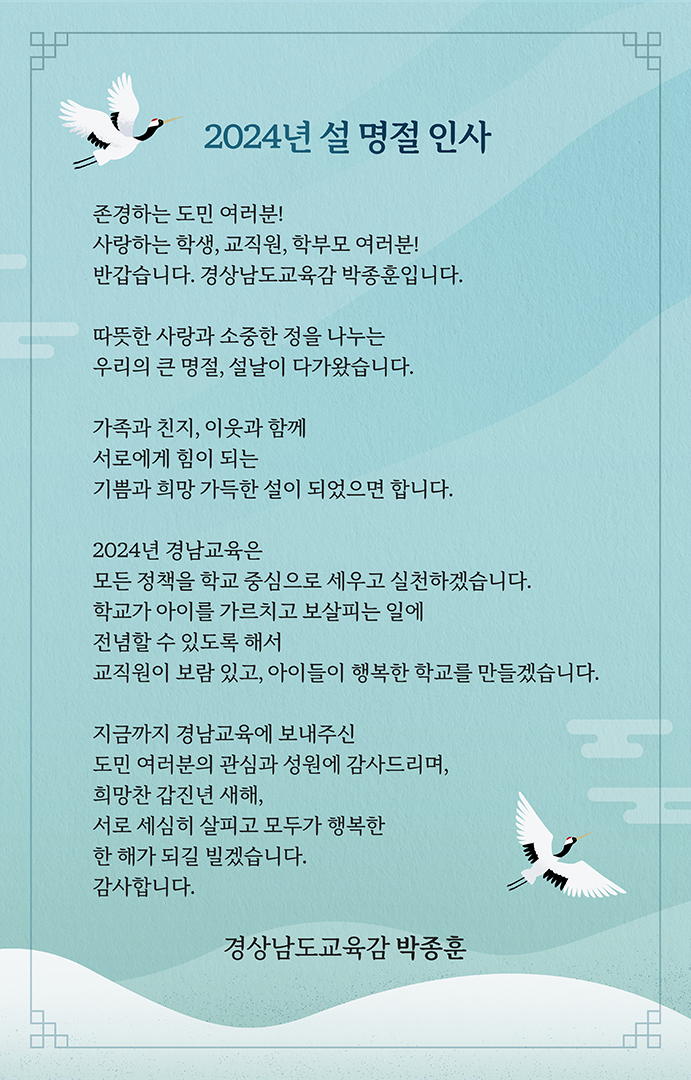 2024년 설 명절 인사
존경하는 도민 여러분!
사랑하는 학생, 교직원, 학부모 여러분!
반갑습니다. 경상남도교육감 박종훈입니다.
따뜻한 사랑과 소중한 정을 나누는
우리의 큰 명절, 설날이 다가왔습니다.
가족과 친지, 이웃과 함께
서로에게 힘이 되는
기쁨과 희망 가득한 설이 되었으면 합니다.
2024년 경남교육은
모든 정책을 학교 중심으로 세우고 실천하겠습니다.
학교가 아이를 가르치고 보살피는 일에
전념할 수 있도록 해서
교직원이 보람 있고, 아이들이 행복한 학교를 만들겠습니다.
지금까지 경남교육에 보내주신
도민 여러분의 관심과 성원에 감사드리며,
희망찬 갑진년 새해,
서로 세심히 살피고 모두가 행복한
한 해가 되길 빌겠습니다.
감사합니다.
경상남도교육감 박종훈